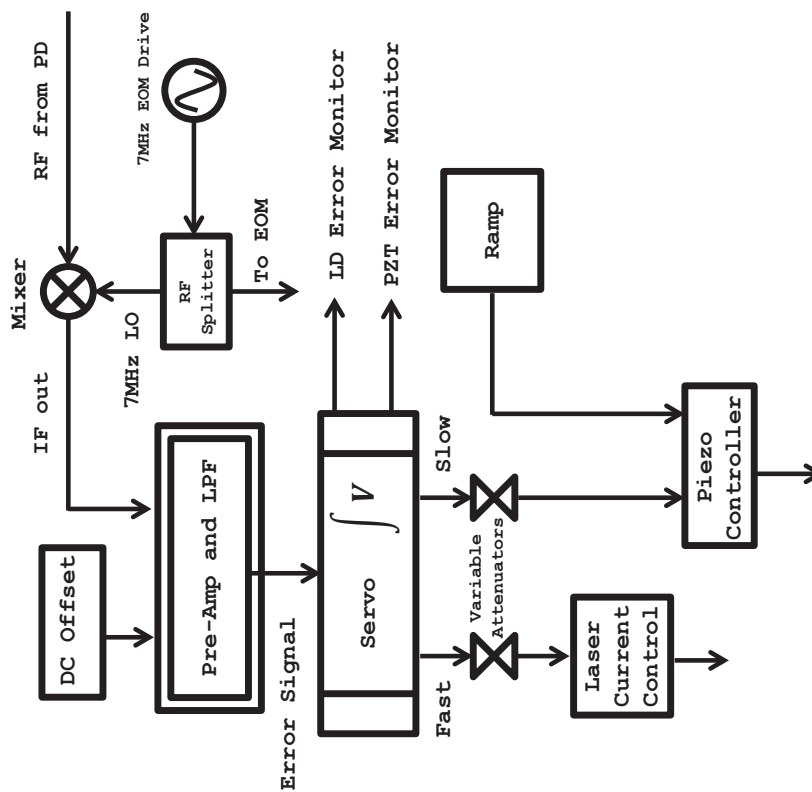 RF from PD
7MHz EOM Drive
Mixer
RF
Splitter
To EOM
7MHz LO
IF out
DC Offset
Pre-Amp and LPF
Error Signal
Servo
∫ V
LD Error Monitor
PZT Error Monitor
Ramp
Slow
Fast
Variable
Attenuators
Piezo
Controller
Laser
Current
Control